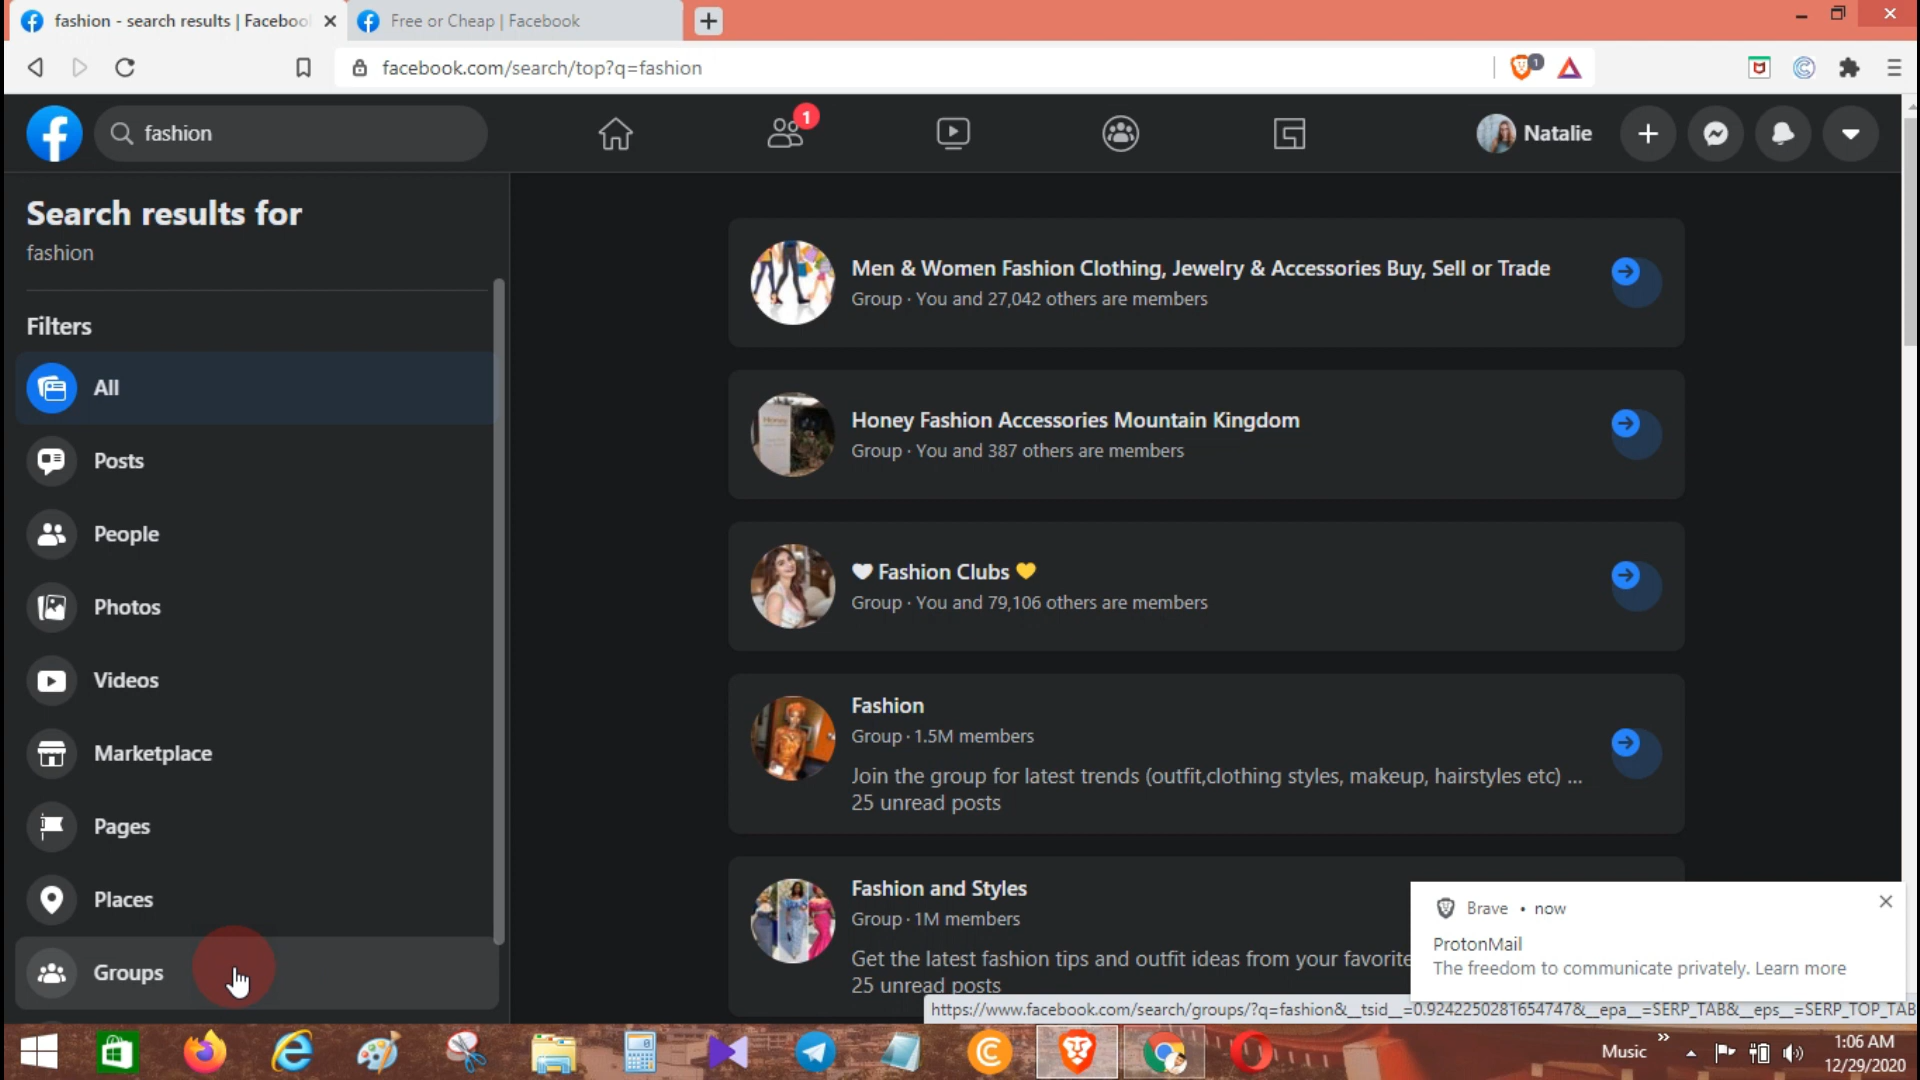 fashion - search results | Faceboo
Free or Cheap | Facebook
facebook.com/search/top?q=fashion
1
fashion
1
Natalie
Search results for
fashion
Filters
All
Posts
People
Photos
Videos
Marketplace
Pages
Places
Groups
Men & Women Fashion Clothing, Jewelry & Accessories Buy, Sell or Trade
Group · You and 27,042 others are members
Honey Fashion Accessories Mountain Kingdom
Group · You and 387 others are members
🤍 Fashion Clubs 💛
Group · You and 79,106 others are members
Fashion
Group · 1.5M members
Join the group for latest trends (outfit,clothing styles, makeup, hairstyles etc) ...
25 unread posts
Fashion and Styles
Group · 1M members
Get the latest fashion tips and outfit ideas from your favorite
25 unread posts
Brave • now
ProtonMail
The freedom to communicate privately. Learn more
https://www.facebook.com/search/groups/?q=fashion&__tsid__=0.9242250281654747&__epa__=SERP_TAB&__eps__=SERP_TOP_TAB
Music
1:06 AM
12/29/2020